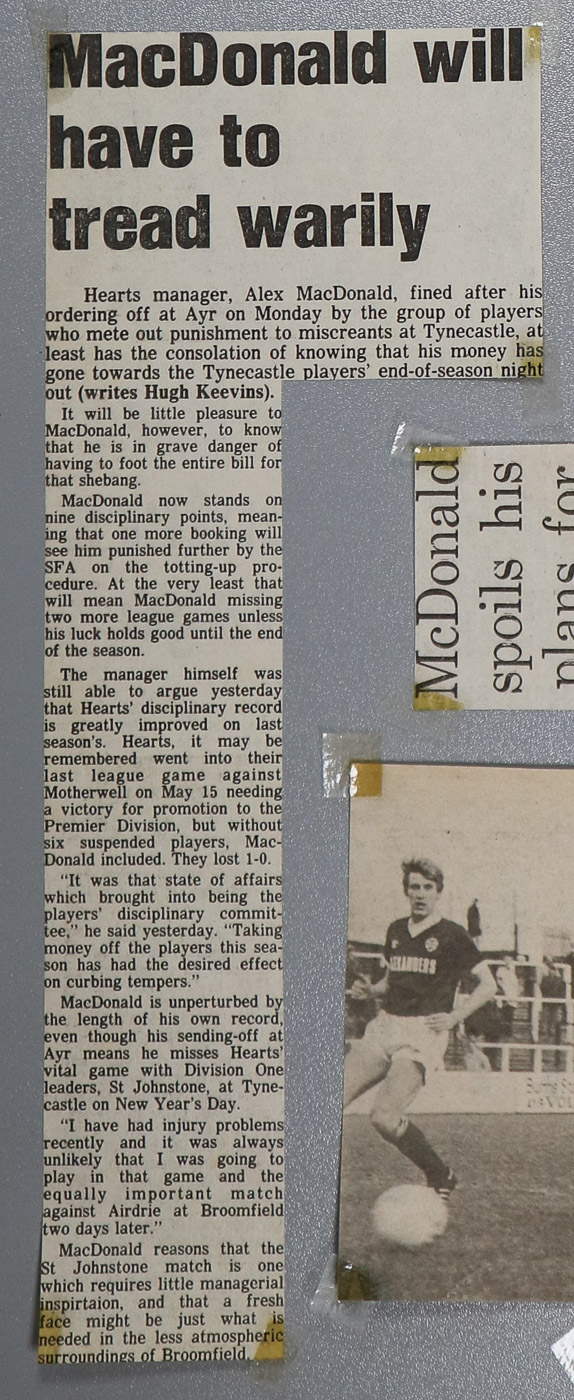 MacDonald will
have to
tread warily
Hearts manager, Alex MacDonald, fined after his
ordering off at Ayr on Monday by the group of players
who mete out punishment to miscreants at Tynecastle, at
least has the consolation of knowing that his money has
gone towards the Tynecastle players' end-of-season night
out (writes Hugh Keevins).
It will be little pleasure to
MacDonald, however, to know
that he is in grave danger of
having to foot the entire bill for
that shebang.
MacDonald now stands on
nine disciplinary points, mean-
ing that one more booking will
see him punished further by the
SFA on the totting-up pro-
cedure. At the very least that
will mean MacDonald missing
two more league games unless
his luck holds good until the end
of the season.
The manager himself was
still able to argue yesterday
that Hearts' disciplinary record
is greatly improved on last
season's. Hearts, it may be
remembered went into their
last league game against
Motherwell on May 15 needing
a victory for promotion to the
Premier Division, but without
six suspended players, Mac-
Donald included. They lost 1-0.
"It was that state of affairs
which brought into being the
players' disciplinary commit-
tee," he said yesterday. "Taking
money off the players this sea-
son has had the desired effect
on curbing tempers."
MacDonald is unperturbed by
the length of his own record,
even though his sending-off at
Ayr means he misses Hearts'
vital game with Division One
leaders, St Johnstone, at Tyne-
castle on New Year's Day.
"I have had injury problems
recently and it was always
unlikely that I was going to
play in that game and the
equally important match
against Airdrie at Broomfield
two days later."
MacDonald reasons that the
St Johnstone match is one
which requires little managerial
inspirtaion, and that a fresh
face might be just what is
needed in the less atmospheric
surroundings of Broomfield.
McDonald
spoils his
plans for